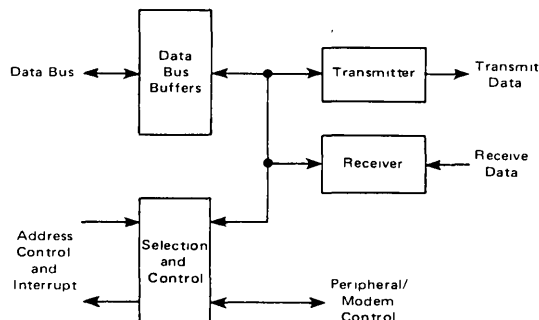 Data
Bus
Buffers
Data Bus
Transmitter
Transmit
Data
Receiver
Receive
Data
Address
Control
and
Interrupt
Selection
and
Control
Peripheral/
Modem
Control